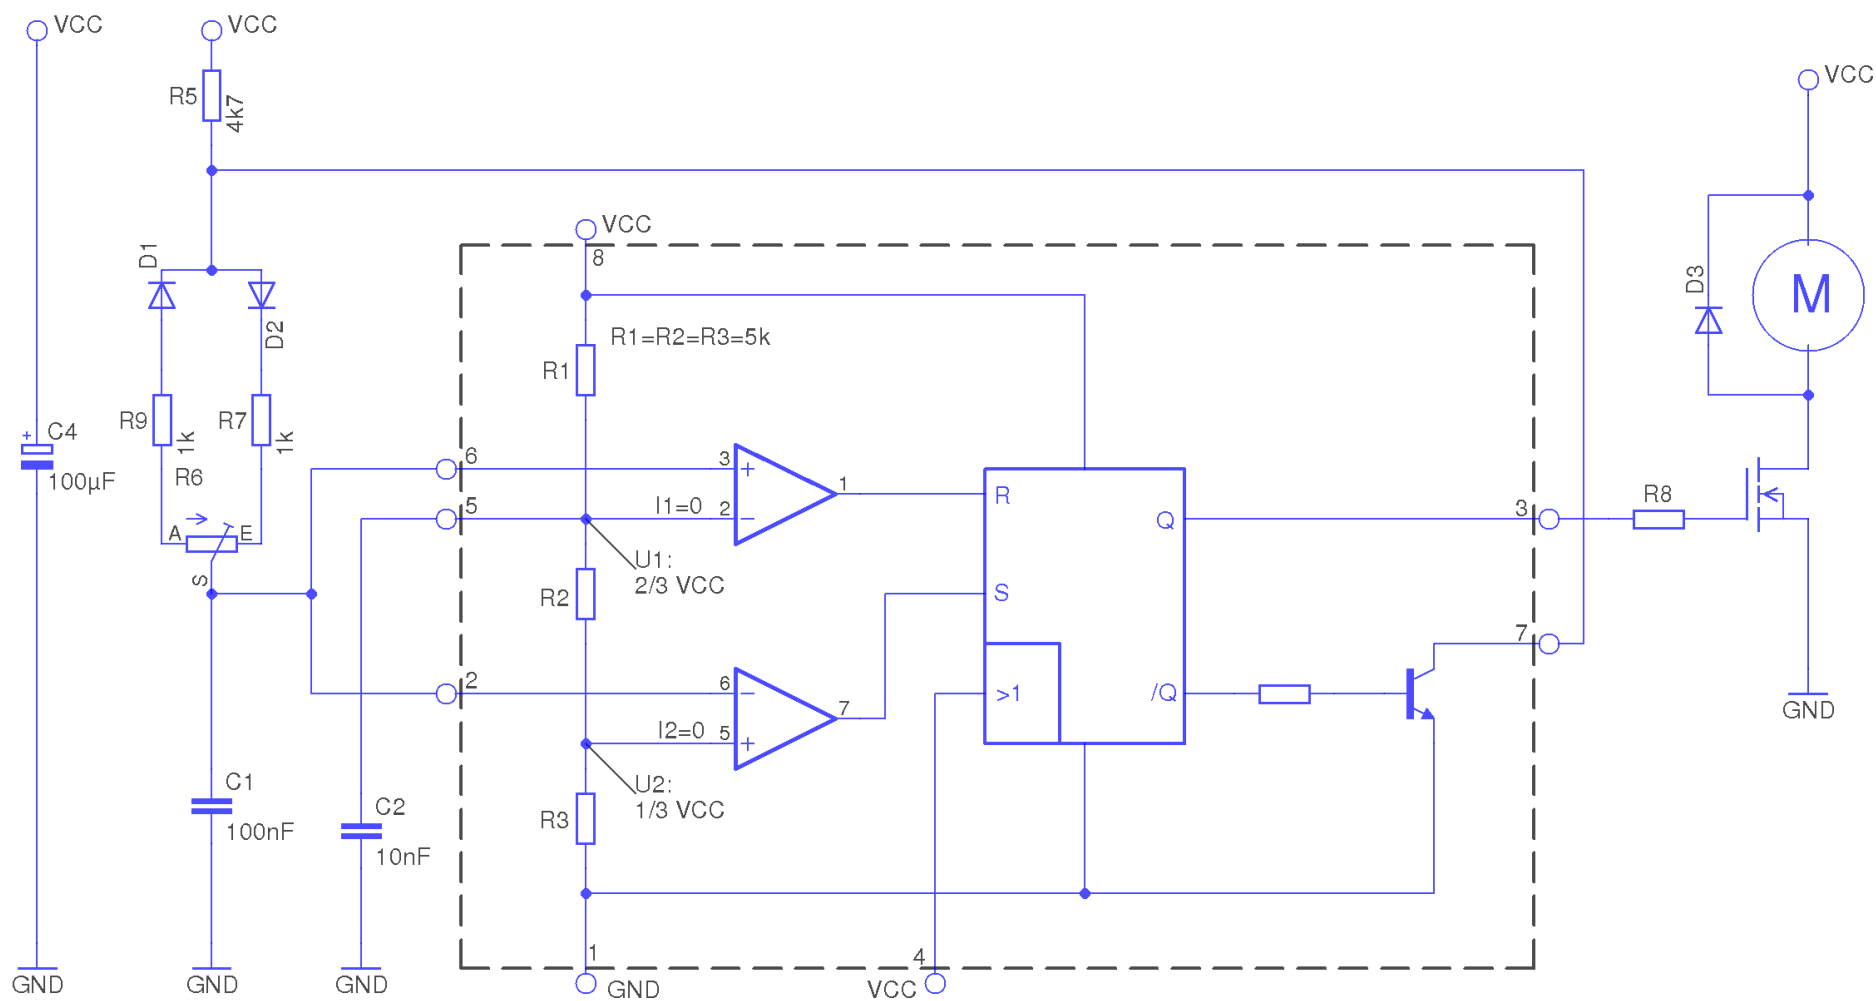 VCC
VCC
R5
4k7
VCC
D1
D2
R9
1k
R6
R7
1k
A
E
S
+
C4
100µF
C1
100nF
C2
10nF
GND
GND
GND
VCC
8
R1=R2=R3=5k
R1
6
5
3
+
I1=0
2
−
1
U1:
2/3 VCC
R2
2
6
−
I2=0
5
+
7
U2:
1/3 VCC
R3
1
GND
4
VCC
R
S
>1
Q
/Q
3
7
R8
D3
M
GND